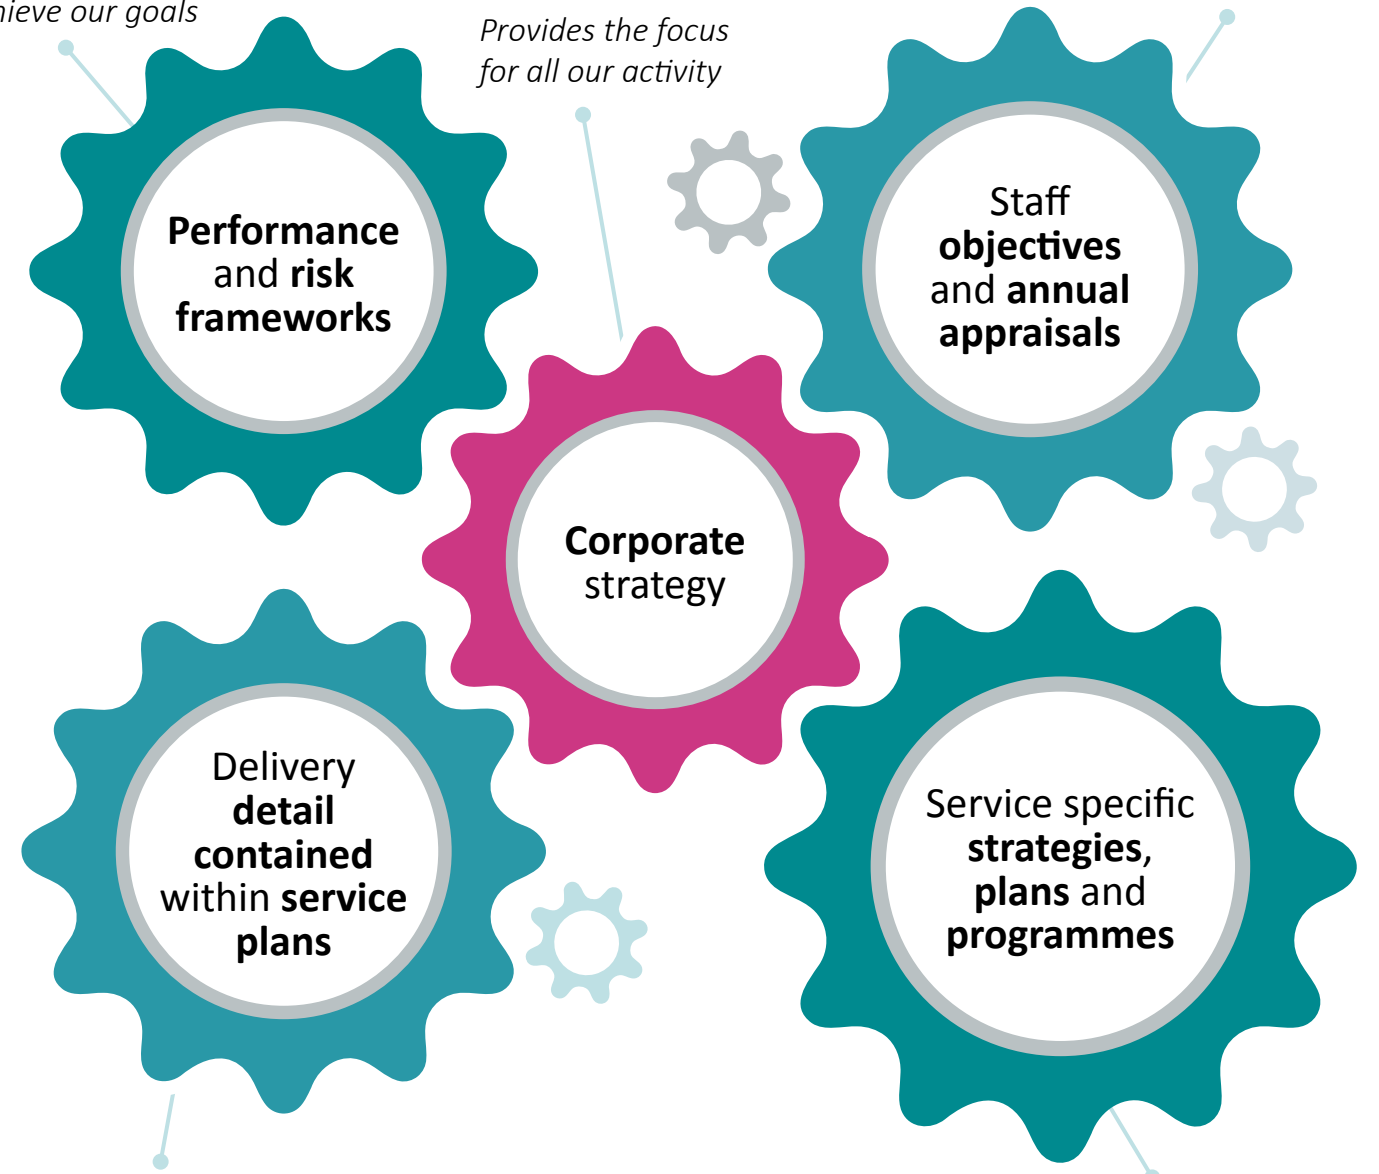 our goals
Provides the focus
for all our activity
Performance
and risk
frameworks
Staff
objectives
and annual
appraisals
Corporate
strategy
Delivery
detail
contained
within service
plans
Service specific
strategies,
plans and
programmes